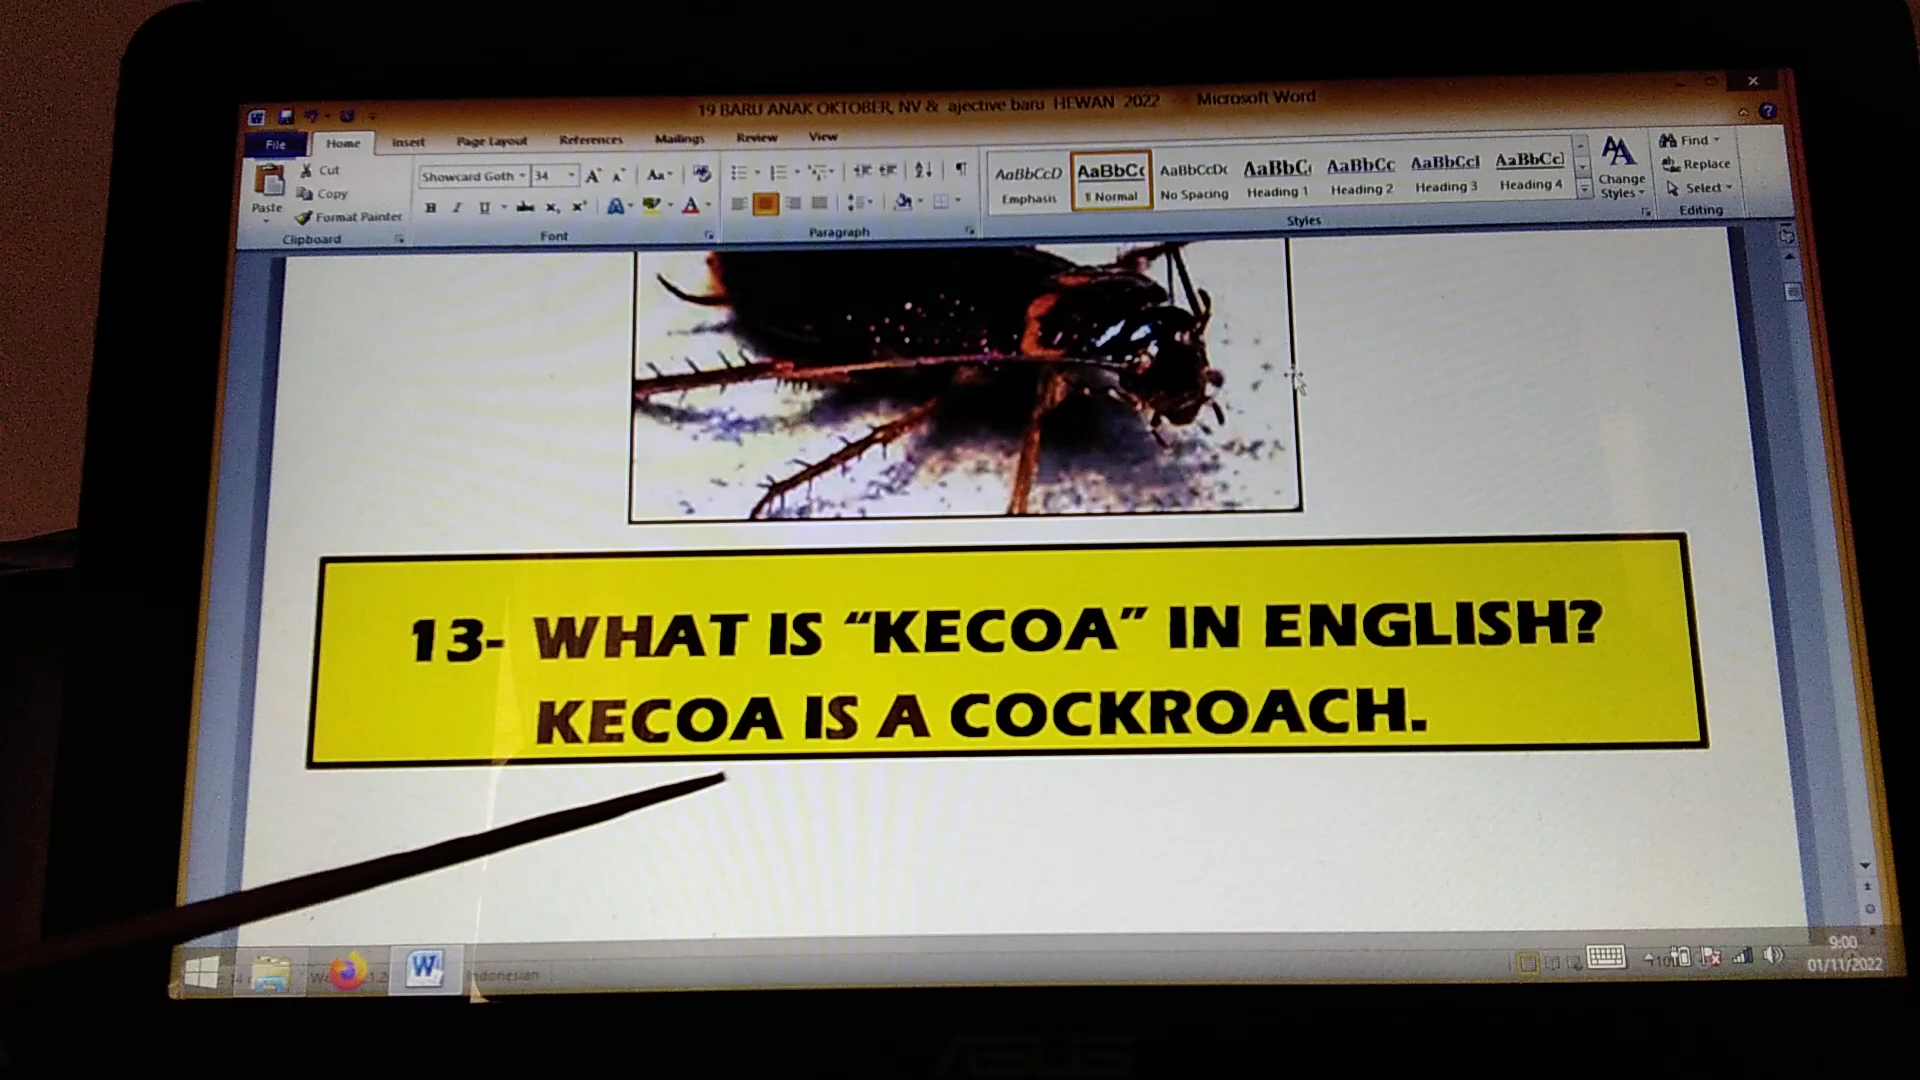 19 BARU ANAK OKTOBER, NV & ajective baru HEWAN 2022 - Microsoft Word
File Home Insert Page Layout References Mailings Review View
Cut
Copy
Format Painter
Paste
Clipboard
Showcard Goth 34
Font
Paragraph
AaBbCcD AaBbCc AaBbCcDc AaBbC AaBbCc AaBbCcI AaBbCcI
Emphasis ¶ Normal No Spacing Heading 1 Heading 2 Heading 3 Heading 4
Styles
Change
Styles
Find
Replace
Select
Editing
13- WHAT IS “KECOA” IN ENGLISH?
KECOA IS A COCKROACH.
Indonesian
9:00
01/11/2022
ASUS